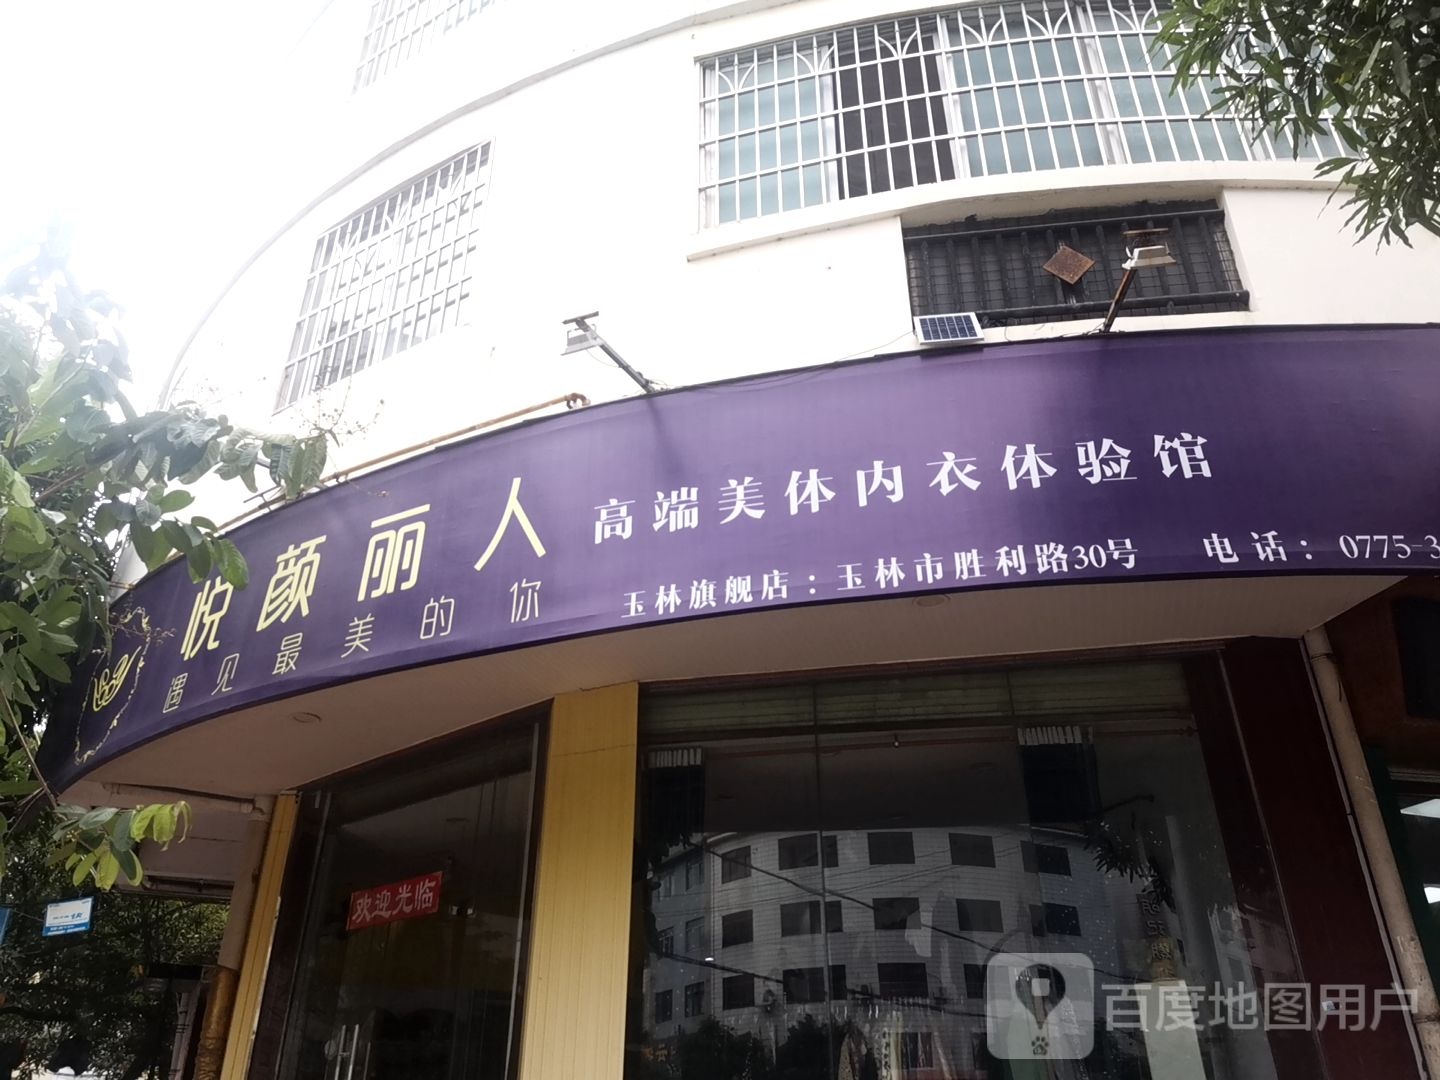 悦颜丽人
遇见最美的你
高端美体内衣体验馆
玉林旗舰店：玉林市胜利路30号 电话：0775-3
欢迎光临
百度地图用户